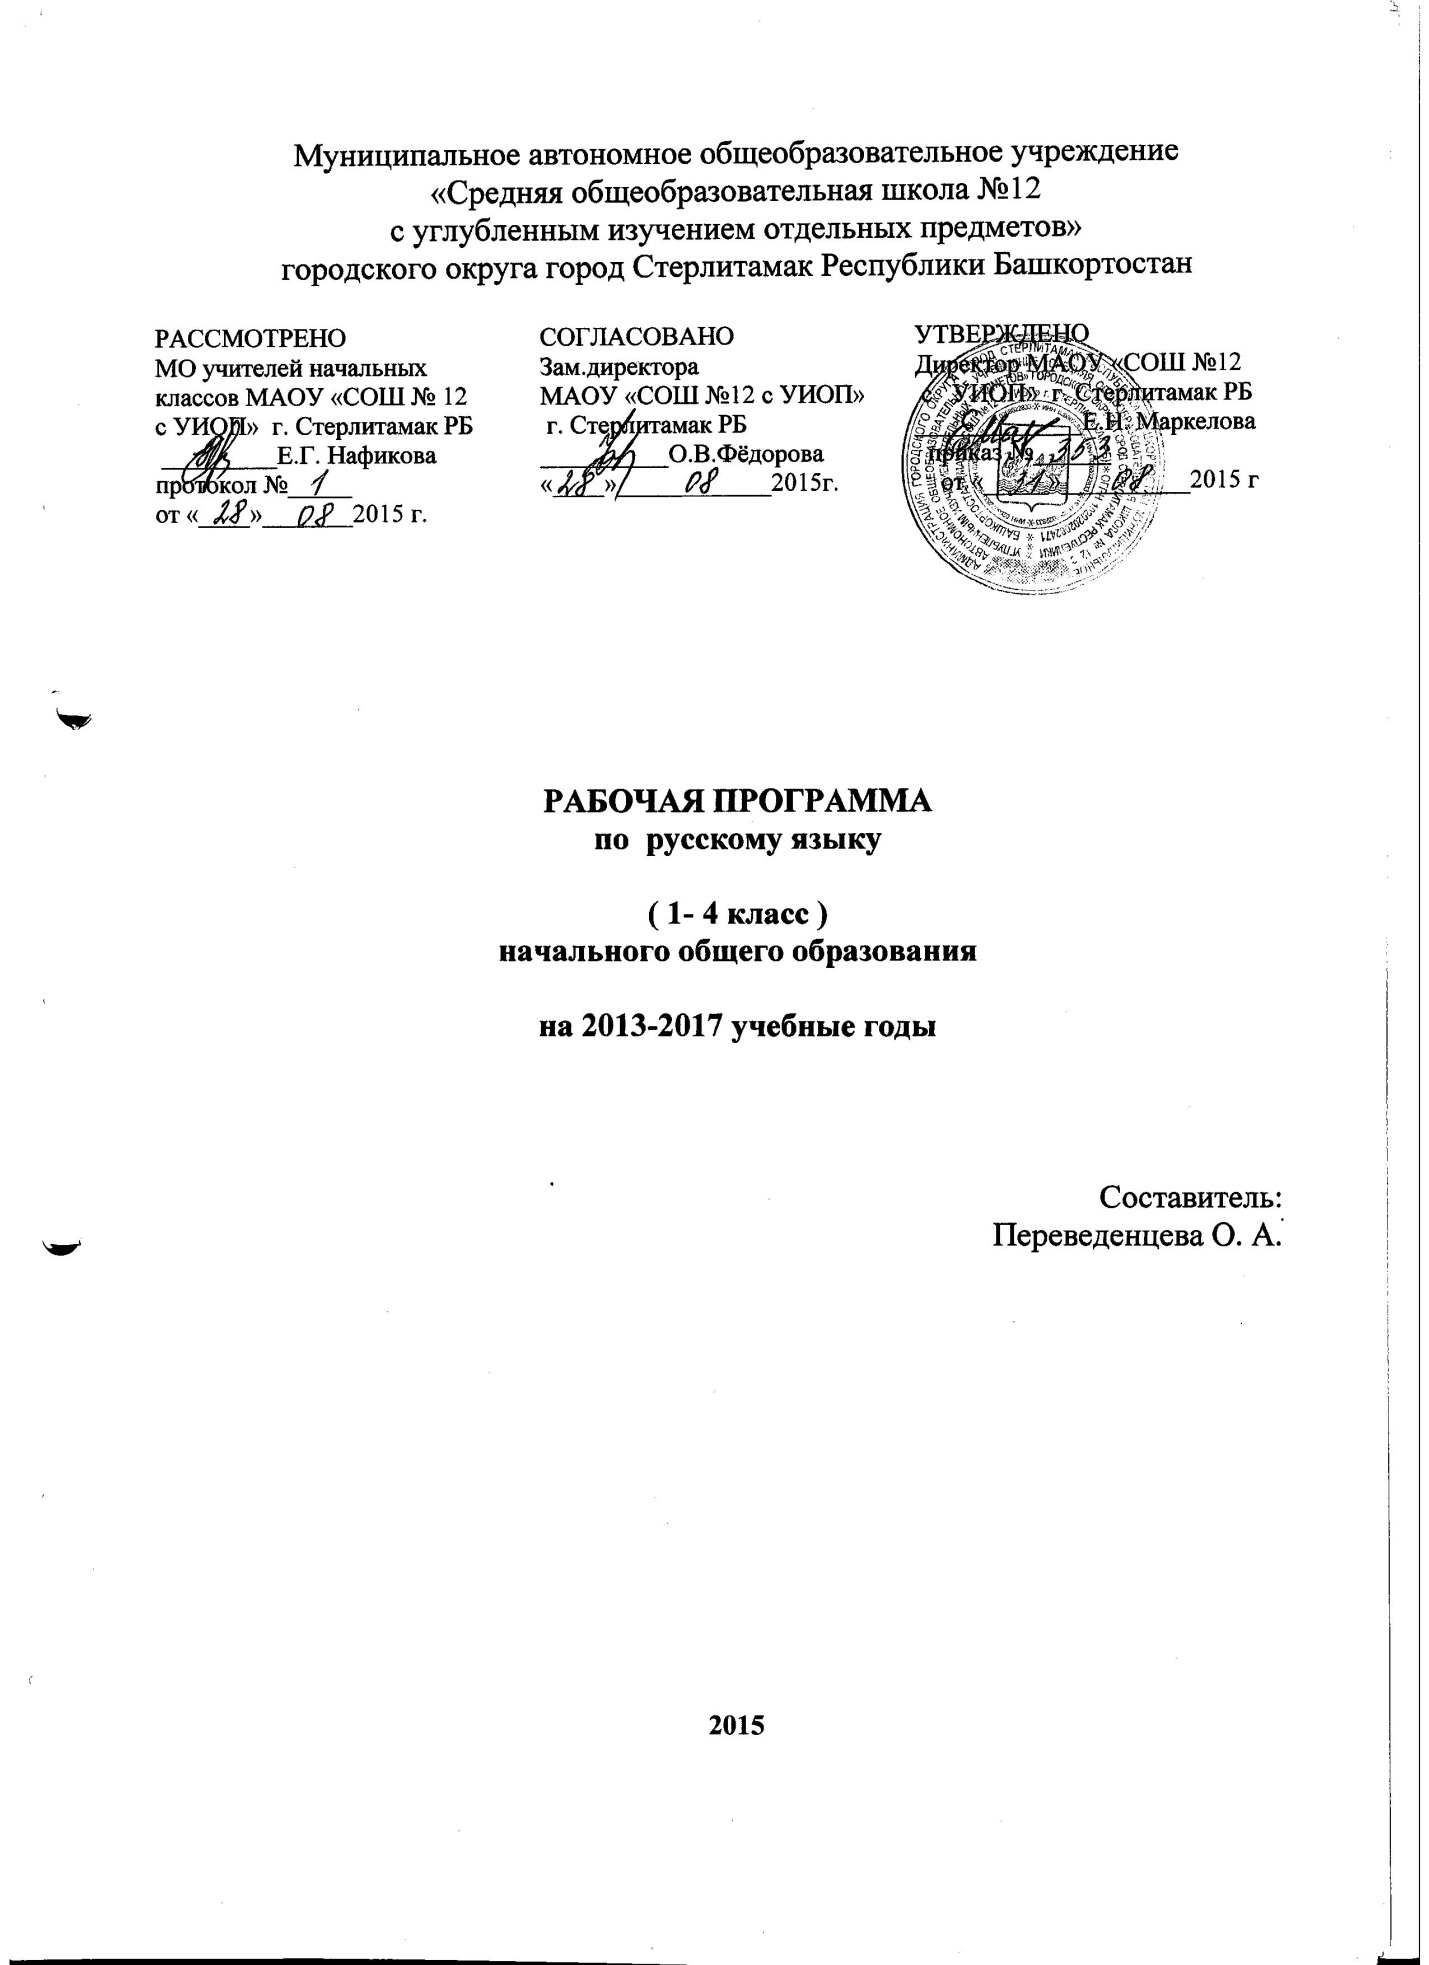 Муниципальное автономное общеобразовательное учреждение
«Средняя общеобразовательная школа №12
с углубленным изучением отдельных предметов»
городского округа город Стерлитамак Республики Башкортостан
РАССМОТРЕНО
МО учителей начальных
классов МАОУ «СОШ № 12
с УИОП» г. Стерлитамак РБ
_________Е.Г. Нафикова
протокол № 1
от «28» 08 2015 г.
СОГЛАСОВАНО
Зам.директора
МАОУ «СОШ №12 с УИОП»
г. Стерлитамак РБ
__________О.В.Фёдорова
«28» 08 2015г.
УТВЕРЖДЕНО
Директор МАОУ «СОШ №12
с УИОП» г. Стерлитамак РБ
Е.Н. Маркелова
приказ № 353
от «31» 08 2015 г
РАБОЧАЯ ПРОГРАММА
по русскому языку
( 1- 4 класс )
начального общего образования
на 2013-2017 учебные годы
Составитель:
Переведенцева О. А.
2015